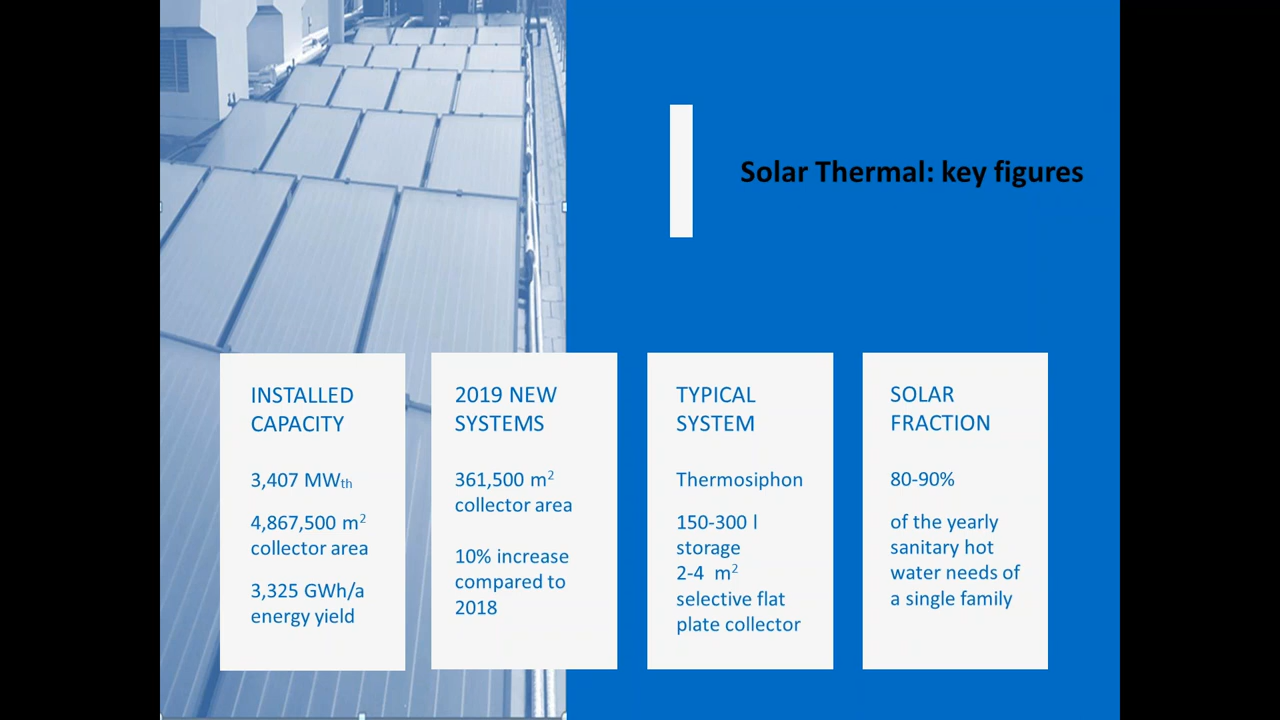 Solar Thermal: key figures
INSTALLED
CAPACITY
3,407 MWth
4,867,500 m²
collector area
3,325 GWh/a
energy yield
2019 NEW
SYSTEMS
361,500 m²
collector area
10% increase
compared to
2018
TYPICAL
SYSTEM
Thermosiphon
150-300 l
storage
2-4 m²
selective flat
plate collector
SOLAR
FRACTION
80-90%
of the yearly
sanitary hot
water needs of
a single family